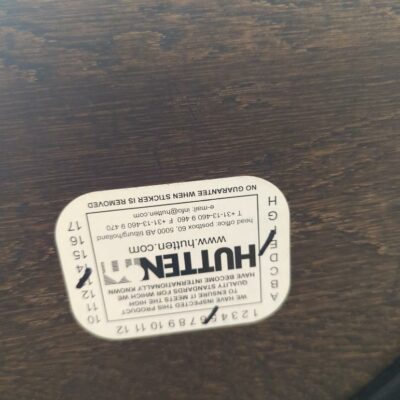 1 2 3 4 5 6 7 8 9 10 11 12
WE HAVE INSPECTED THIS PRODUCT
TO ENSURE IT MEETS THE HIGH
QUALITY STANDARDS FOR WHICH WE
HAVE BECOME INTERNATIONALLY KNOWN
HUTTEN
www.hutten.com
head office: postbox 60, 5000 AB tilburg/holland
T +31-13-460 9 460 F +31-13-460 9 470
e-mail: info@hutten.com
NO GUARANTEE WHEN STICKER IS REMOVED
A
B
C
D
E
G
H
10
11
12
14
15
16
17